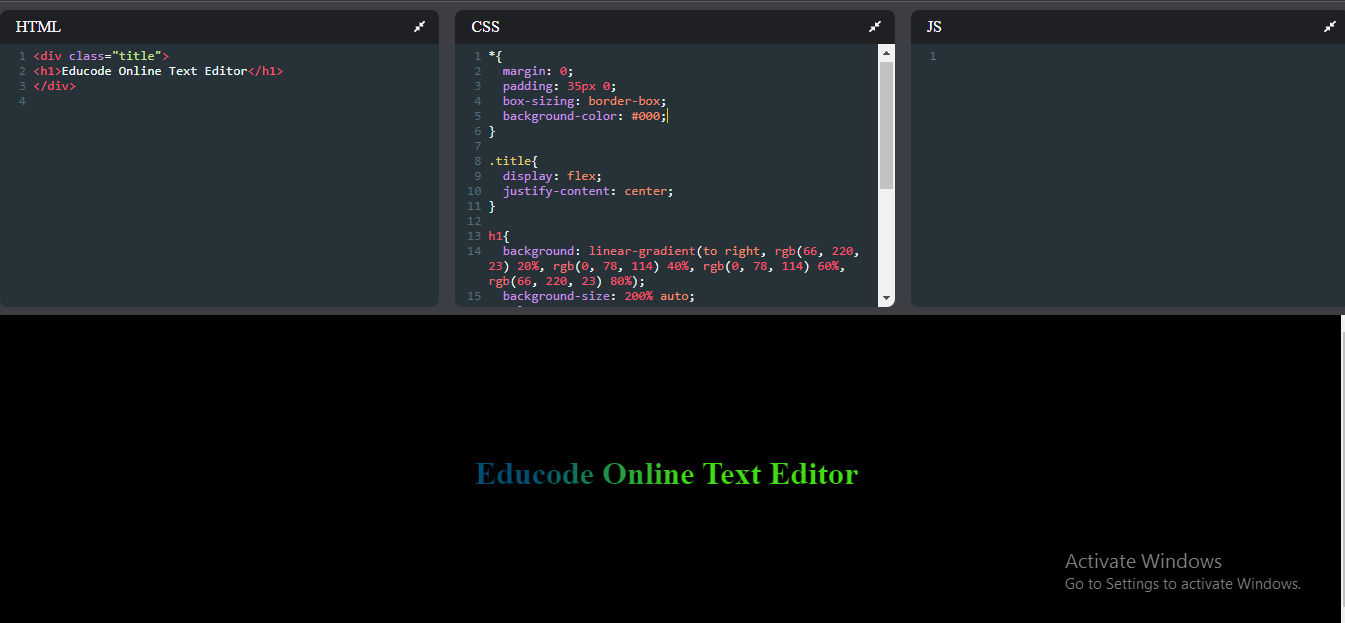 HTML
1 <div class="title">
2 <h1>Educode Online Text Editor</h1>
3 </div>
4
CSS
1 *{
2 margin: 0;
3 padding: 35px 0;
4 box-sizing: border-box;
5 background-color: #000;
6 }
7
8 .title{
9 display: flex;
10 justify-content: center;
11 }
12
13 h1{
14 background: linear-gradient(to right, rgb(66, 220,
23) 20%, rgb(0, 78, 114) 40%, rgb(0, 78, 114) 60%,
rgb(66, 220, 23) 80%);
15 background-size: 200% auto;
JS
1
Educode Online Text Editor
Activate Windows
Go to Settings to activate Windows.